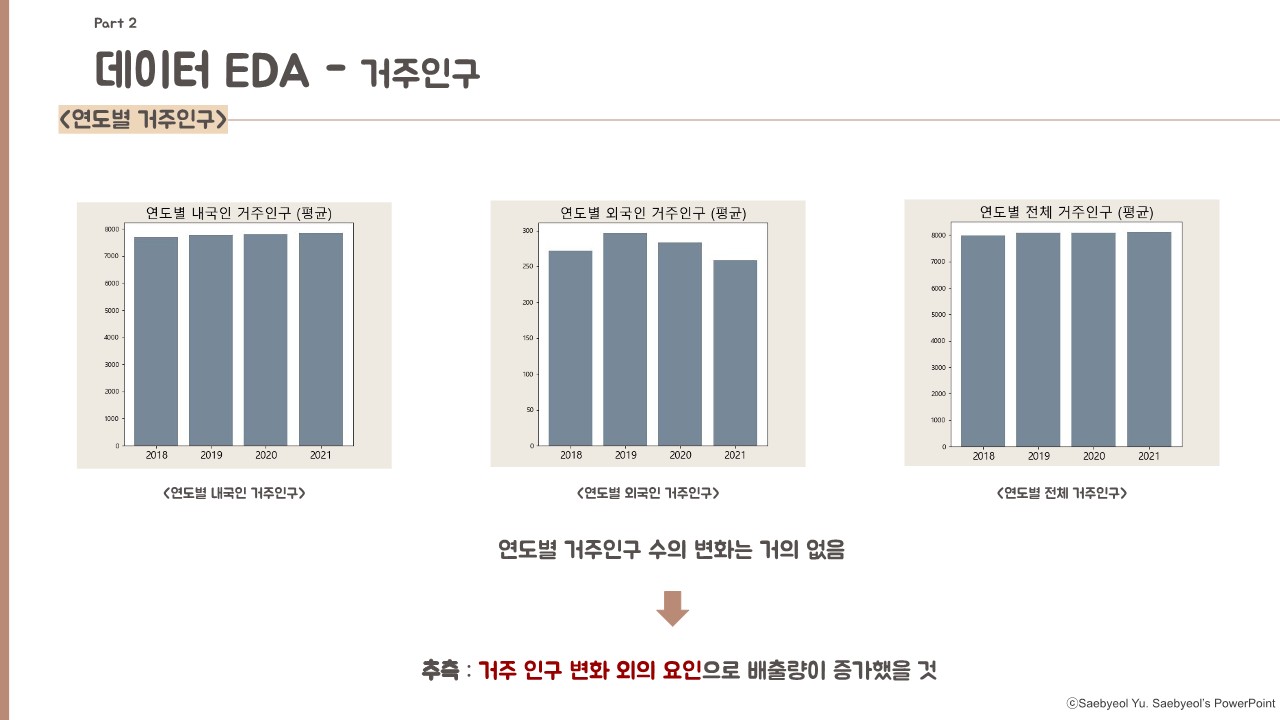 Part 2
데이터 EDA - 거주인구
<연도별 거주인구>
연도별 내국인 거주인구 (평균)
8000
7000
6000
5000
4000
3000
2000
1000
0
2018 2019 2020 2021
<연도별 내국인 거주인구>
연도별 외국인 거주인구 (평균)
300
250
200
150
100
50
0
2018 2019 2020 2021
<연도별 외국인 거주인구>
연도별 전체 거주인구 (평균)
8000
7000
6000
5000
4000
3000
2000
1000
0
2018 2019 2020 2021
<연도별 전체 거주인구>
연도별 거주인구 수의 변화는 거의 없음
추측 : 거주 인구 변화 외의 요인으로 배출량이 증가했을 것
ⓒSaebyeol Yu. Saebyeol's PowerPoint